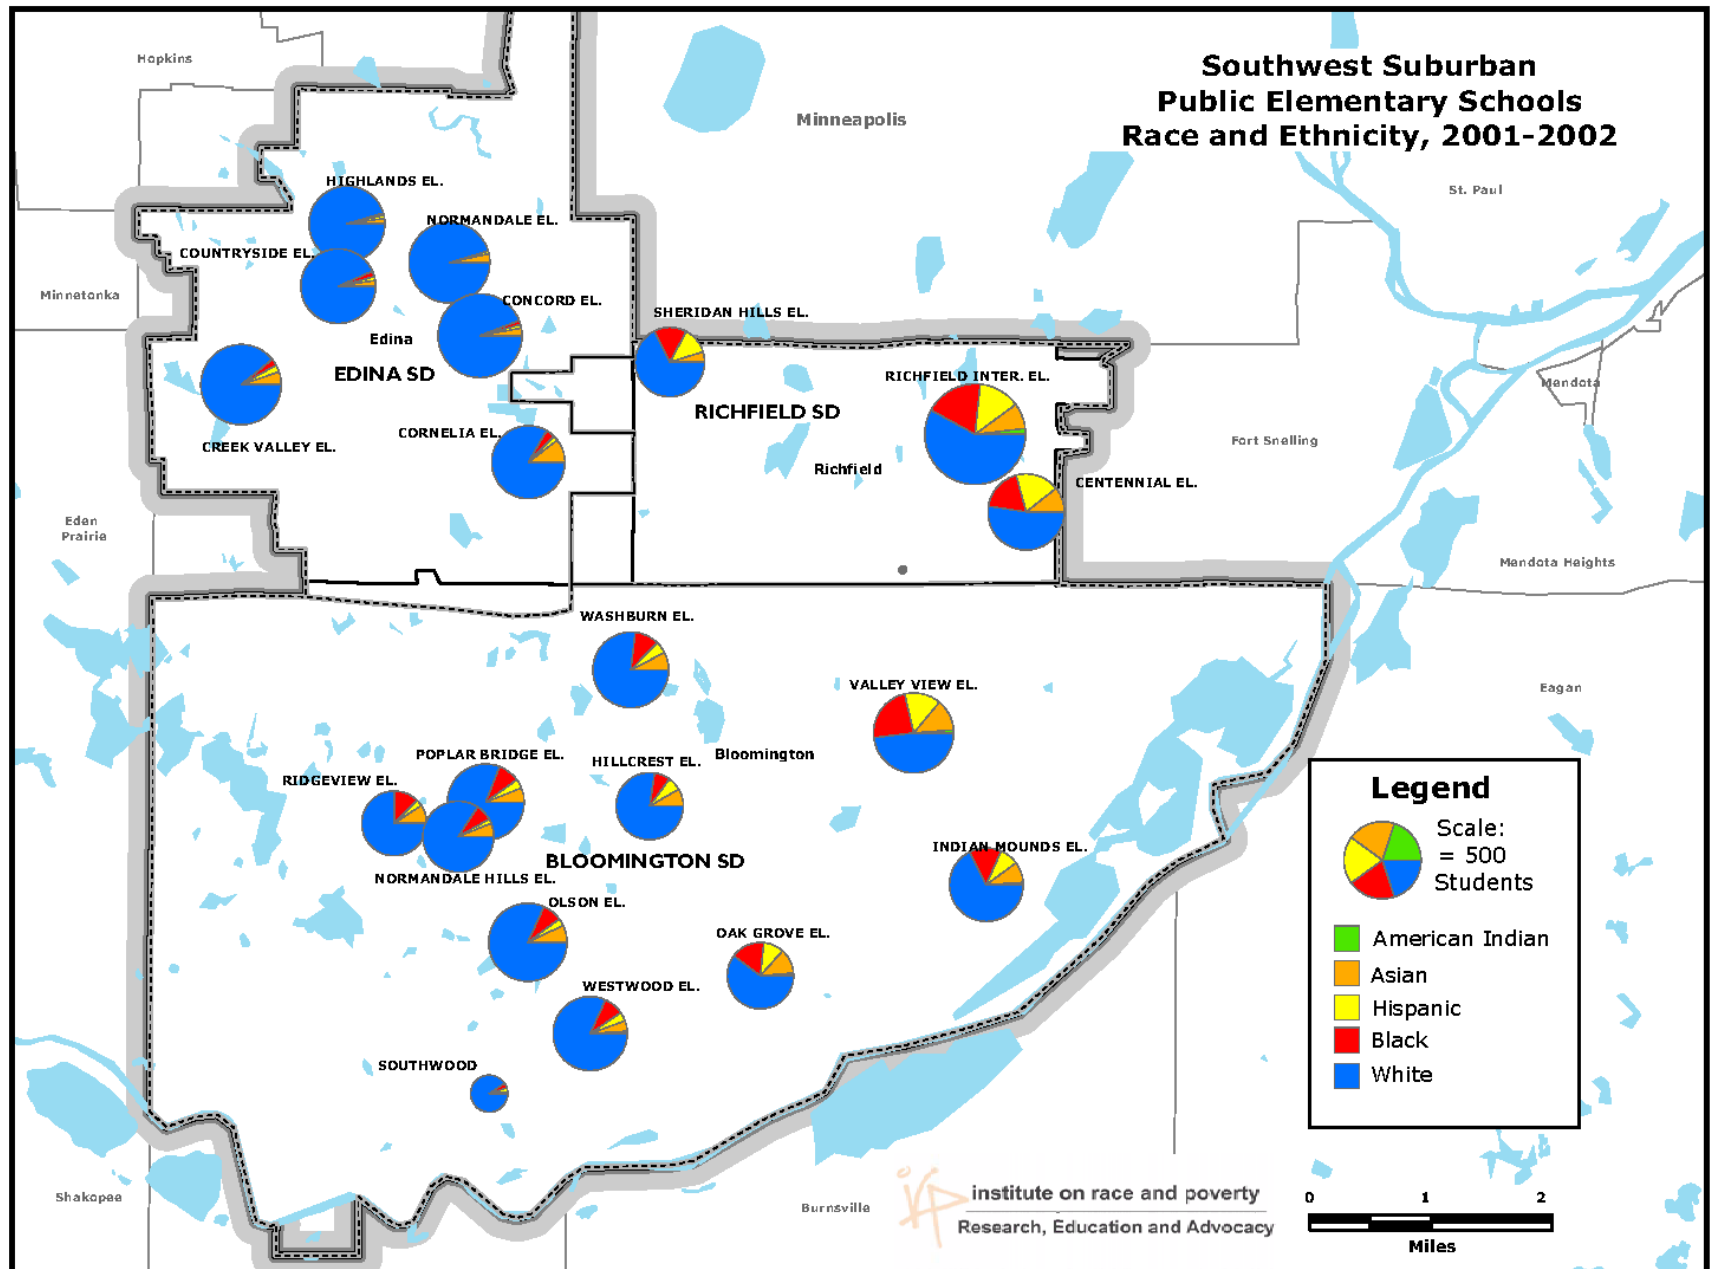 Southwest Suburban
Public Elementary Schools
Race and Ethnicity, 2001-2002
Hopkins
Minneapolis
St. Paul
HIGHLANDS EL.
NORMANDALE EL.
COUNTRYSIDE EL.
Minnetonka
CONCORD EL.
SHERIDAN HILLS EL.
Edina
EDINA SD
RICHFIELD INTER. EL.
Mendota
RICHFIELD SD
CORNELIA EL.
CREEK VALLEY EL.
Fort Snelling
Richfield
CENTENNIAL EL.
Eden
Prairie
Mendota Heights
WASHBURN EL.
VALLEY VIEW EL.
Eagan
POPLAR BRIDGE EL.
HILLCREST EL.
Bloomington
RIDGEVIEW EL.
INDIAN MOUNDS EL.
BLOOMINGTON SD
NORMANDALE HILLS EL.
OLSON EL.
OAK GROVE EL.
WESTWOOD EL.
SOUTHWOOD
Legend
Scale:
= 500
Students
American Indian
Asian
Hispanic
Black
White
Shakopee
Burnsville
institute on race and poverty
Research, Education and Advocacy
0 1 2
Miles